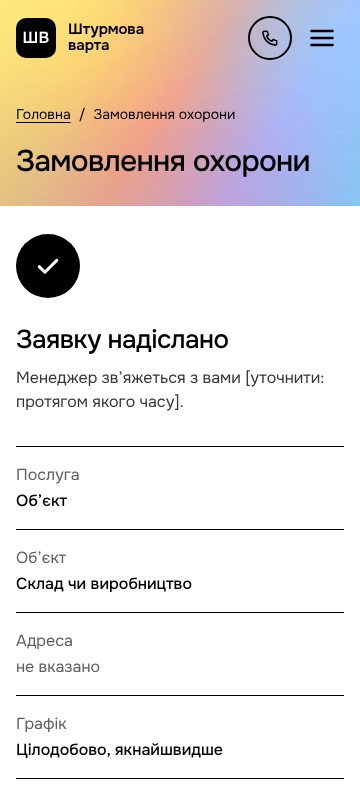 ШВ
Штурмова
варта
Головна / Замовлення охорони
Замовлення охорони
Заявку надіслано
Менеджер зв’яжеться з вами [уточнити:
протягом якого часу].
Послуга
Об’єкт
Об’єкт
Склад чи виробництво
Адреса
не вказано
Графік
Цілодобово, якнайшвидше